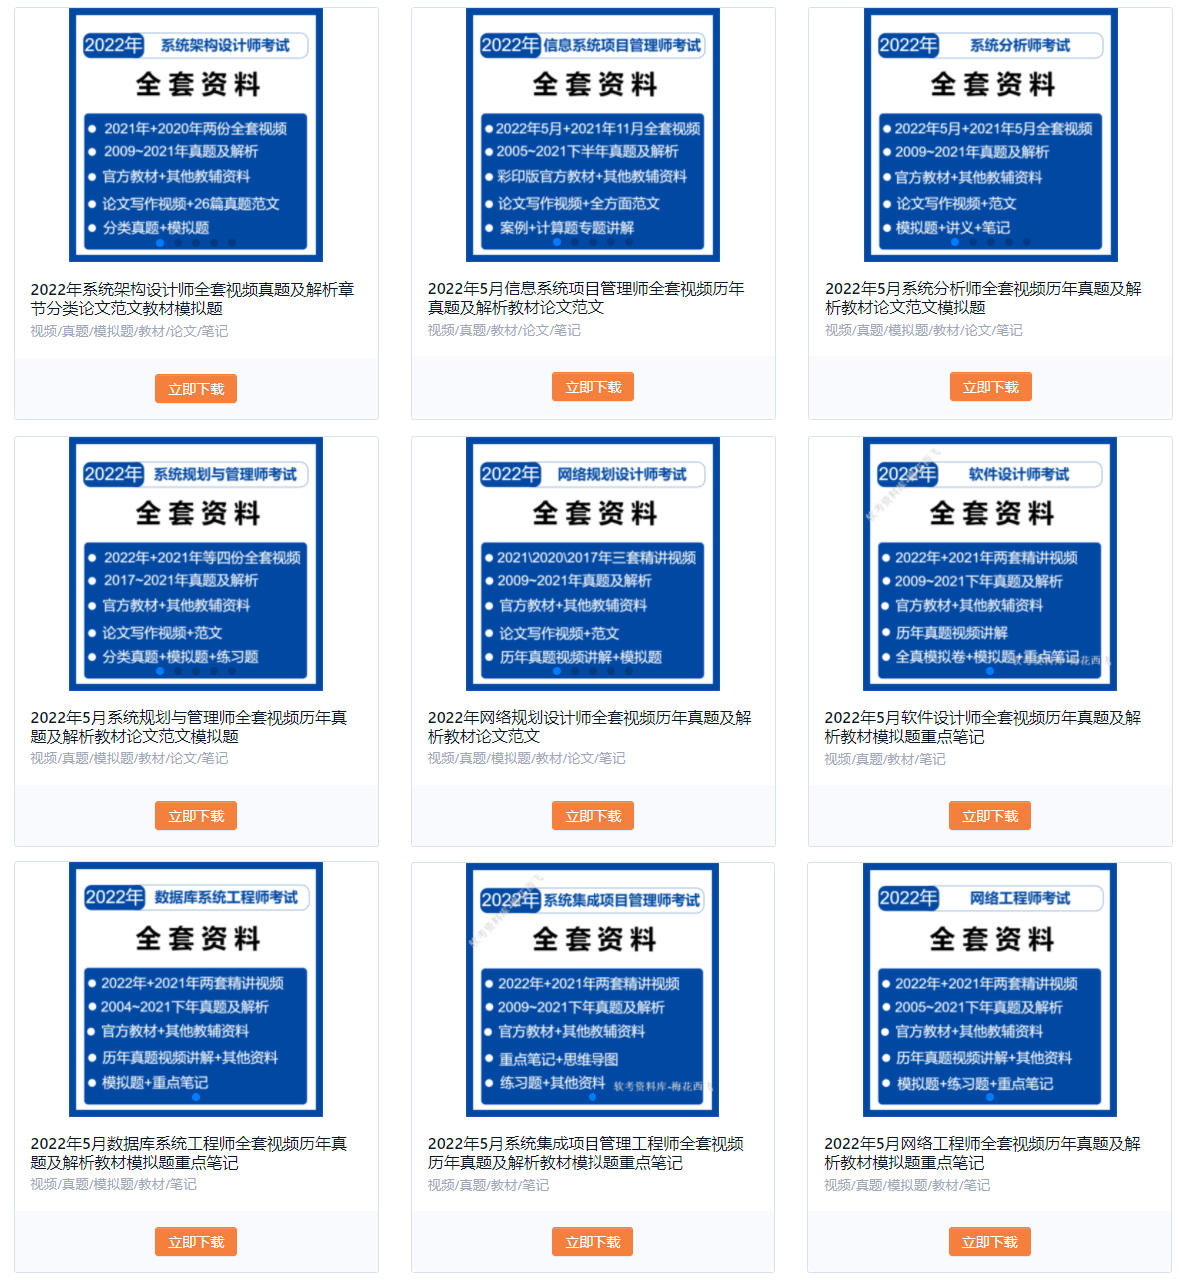 2022年 系统架构设计师考试
全套资料
2021年+2020年两份全套视频
2009~2021年真题及解析
官方教材+其他教辅资料
论文写作视频+26篇真题范文
分类真题+模拟题
2022年系统架构设计师全套视频真题及解析章
节分类论文范文教材模拟题
视频/真题/模拟题/教材/论文/笔记
立即下载
2022年 信息系统项目管理师考试
全套资料
2022年5月+2021年11月全套视频
2005~2021下半年真题及解析
彩印版官方教材+其他教辅资料
论文写作视频+全方面范文
案例+计算题专题讲解
2022年5月信息系统项目管理师全套视频历年
真题及解析教材论文范文
视频/真题/教材/论文/笔记
立即下载
2022年 系统分析师考试
全套资料
2022年5月+2021年5月全套视频
2009~2021年真题及解析
官方教材+其他教辅资料
论文写作视频+范文
模拟题+讲义+笔记
2022年5月系统分析师全套视频历年真题及解
析教材论文范文模拟题
视频/真题/模拟题/教材/论文/笔记
立即下载
2022年 系统规划与管理师考试
全套资料
2022年+2021年等四份全套视频
2017~2021年真题及解析
官方教材+其他教辅资料
论文写作视频+范文
分类真题+模拟题+练习题
2022年5月系统规划与管理师全套视频历年真
题及解析教材论文范文模拟题
视频/真题/模拟题/教材/论文/笔记
立即下载
2022年 网络规划设计师考试
全套资料
2021\2020\2017年三套精讲视频
2009~2021年真题及解析
官方教材+其他教辅资料
论文写作视频+范文
历年真题视频讲解+模拟题
2022年网络规划设计师全套视频历年真题及解
析教材论文范文
视频/真题/模拟题/教材/论文/笔记
立即下载
2022年 软件设计师考试
全套资料
2022年+2021年两套精讲视频
2009~2021下年真题及解析
官方教材+其他教辅资料
历年真题视频讲解
全真模拟卷+模拟题+重点笔记
2022年5月软件设计师全套视频历年真题及解
析教材模拟题重点笔记
视频/真题/教材/笔记
立即下载
2022年 数据库系统工程师考试
全套资料
2022年+2021年两套精讲视频
2004~2021下年真题及解析
官方教材+其他教辅资料
历年真题视频讲解+其他资料
模拟题+重点笔记
2022年5月数据库系统工程师全套视频历年真
题及解析教材模拟题重点笔记
视频/真题/模拟题/教材/笔记
立即下载
2022年 系统集成项目管理师考试
全套资料
2022年+2021年两套精讲视频
2009~2021下年真题及解析
官方教材+其他教辅资料
重点笔记+思维导图
练习题+其他资料
软考资料库-梅花西飞
2022年5月系统集成项目管理工程师全套视频
历年真题及解析教材模拟题重点笔记
视频/真题/教材/笔记
立即下载
2022年 网络工程师考试
全套资料
2022年+2021年两套精讲视频
2005~2021下年真题及解析
官方教材+其他教辅资料
历年真题视频讲解+其他资料
模拟题+练习题+重点笔记
2022年5月网络工程师全套视频历年真题及解
析教材模拟题重点笔记
视频/真题/模拟题/教材/笔记
立即下载